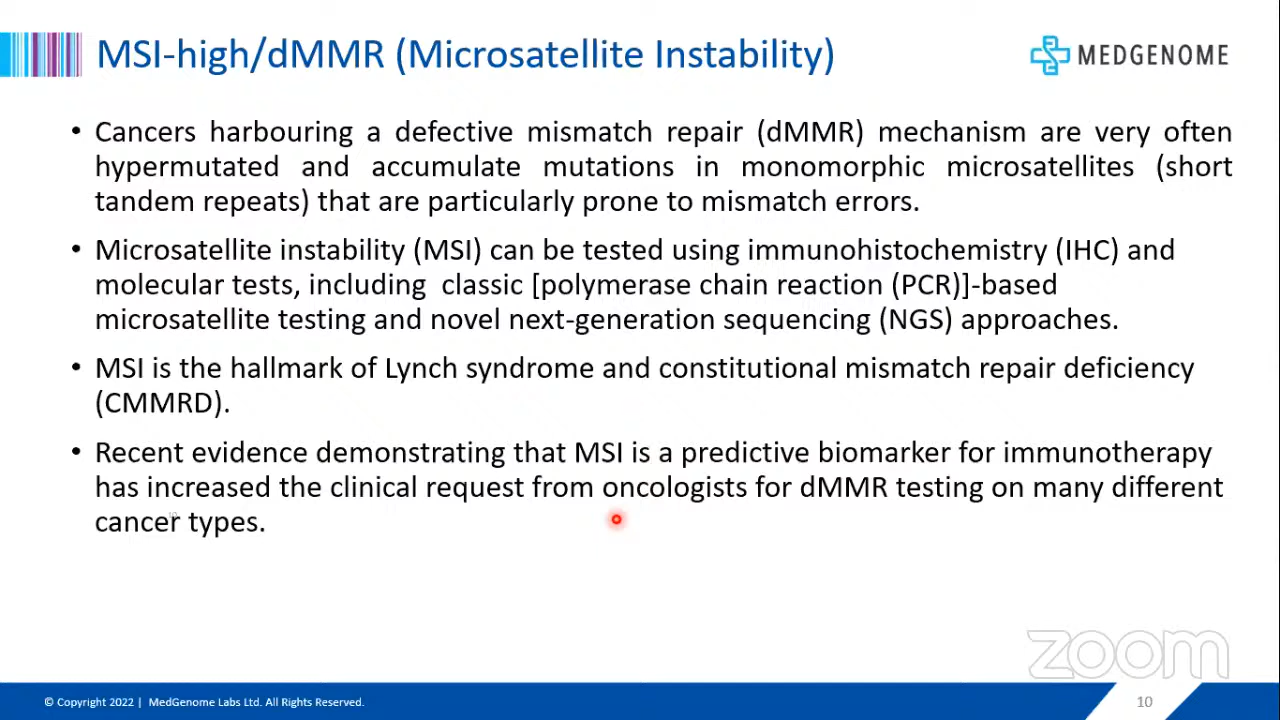 MSI-high/dMMR (Microsatellite Instability)
MEDGENOME
• Cancers harbouring a defective mismatch repair (dMMR) mechanism are very often
hypermutated and accumulate mutations in monomorphic microsatellites (short
tandem repeats) that are particularly prone to mismatch errors.
• Microsatellite instability (MSI) can be tested using immunohistochemistry (IHC) and
molecular tests, including classic [polymerase chain reaction (PCR)]-based
microsatellite testing and novel next-generation sequencing (NGS) approaches.
• MSI is the hallmark of Lynch syndrome and constitutional mismatch repair deficiency
(CMMRD).
• Recent evidence demonstrating that MSI is a predictive biomarker for immunotherapy
has increased the clinical request from oncologists for dMMR testing on many different
cancer types.
zoom
© Copyright 2022 | MedGenome Labs Ltd. All Rights Reserved.
10